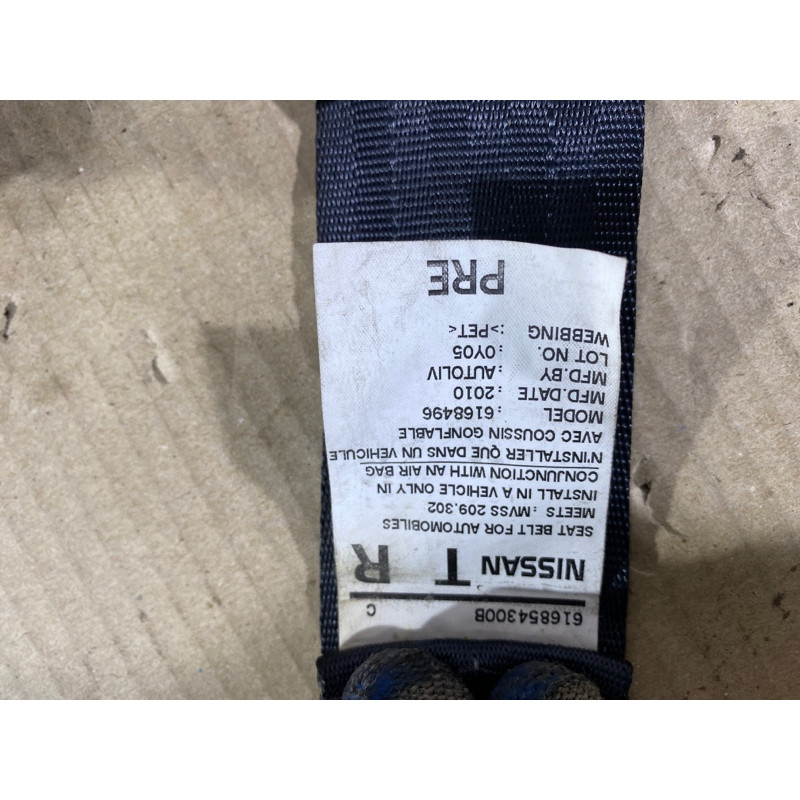 616854300B C
NISSAN T R
SEAT BELT FOR AUTOMOBILES
MEETS : MVSS 209.302
INSTALL IN A VEHICLE ONLY IN
CONJUNCTION WITH AN AIR BAG
N'INSTALLER QUE DANS UN VEHICULE
AVEC COUSSIN GONFLABLE
MODEL : 6168496
MFD.DATE : 2010
MFD.BY : AUTOLIV
LOT NO. : 0Y05
WEBBING : >PET<
PRE